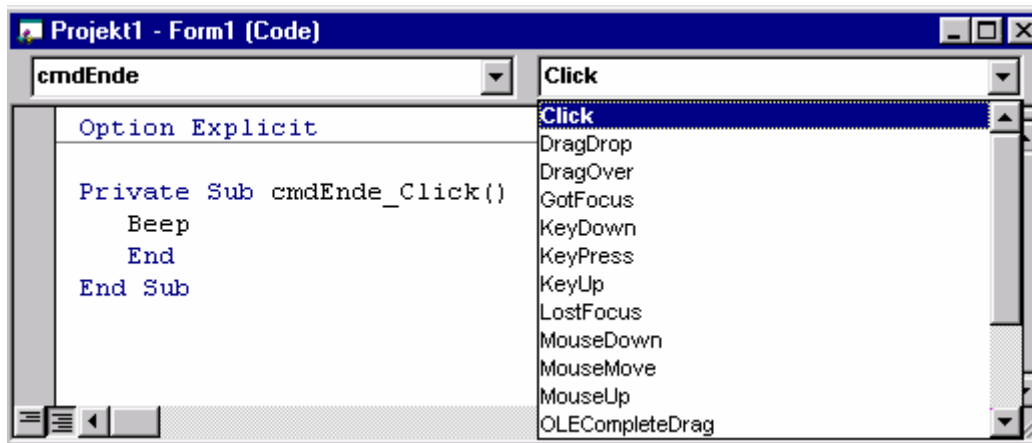 Projekt1 - Form1 (Code)
cmdEnde
Click
Option Explicit
Private Sub cmdEnde_Click()
Beep
End
End Sub
Click
DragDrop
DragOver
GotFocus
KeyDown
KeyPress
KeyUp
LostFocus
MouseDown
MouseMove
MouseUp
OLECompleteDrag